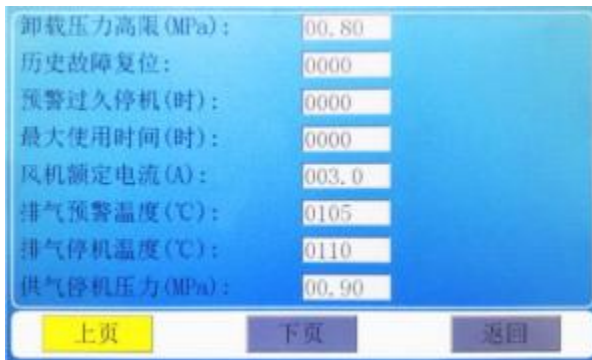 卸载压力高限(MPa): 00.80
历史故障复位: 0000
预警过久停机(时): 0000
最大使用时间(时): 0000
风机额定电流(A): 003.0
排气预警温度(℃): 0105
排气停机温度(℃): 0110
供气停机压力(MPa): 00.90
上页 下页 返回